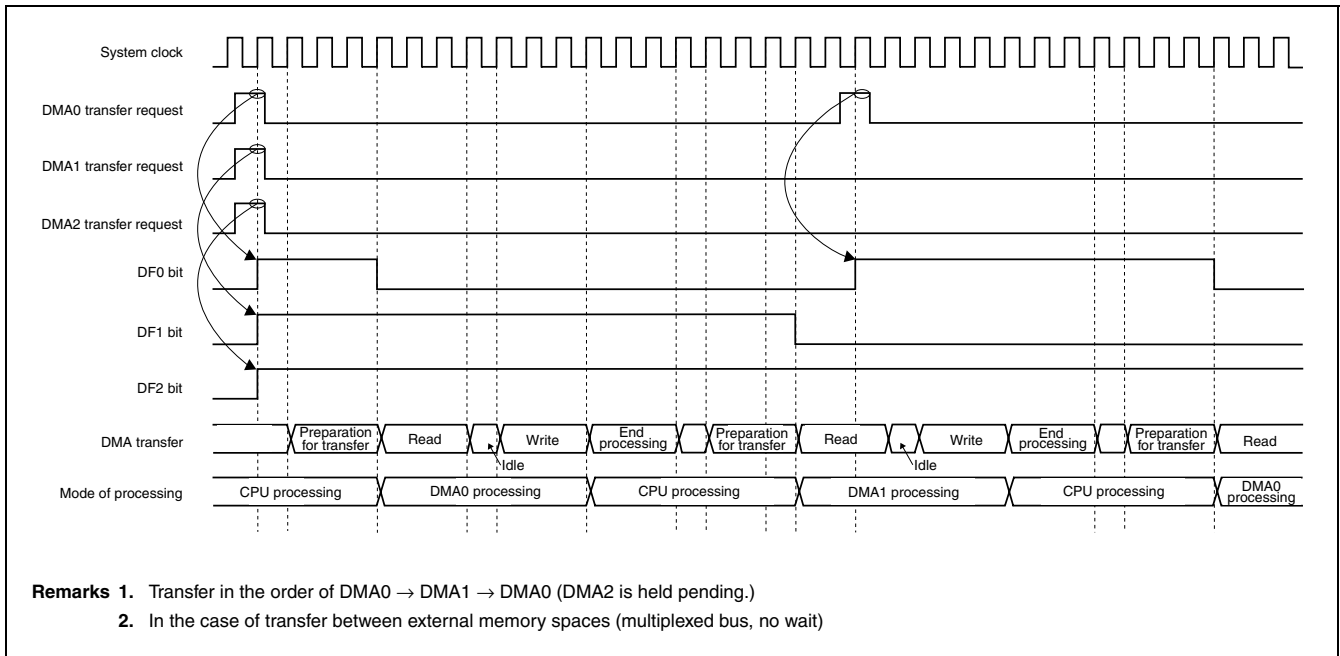 System clock
DMA0 transfer request
DMA1 transfer request
DMA2 transfer request
DF0 bit
DF1 bit
DF2 bit
DMA transfer
Preparation for transfer
Read
Idle
Write
End processing
Preparation for transfer
Read
Idle
Write
End processing
Preparation for transfer
Read
Mode of processing
CPU processing
DMA0 processing
CPU processing
DMA1 processing
CPU processing
DMA0 processing
Remarks 1. Transfer in the order of DMA0 → DMA1 → DMA0 (DMA2 is held pending.)
2. In the case of transfer between external memory spaces (multiplexed bus, no wait)